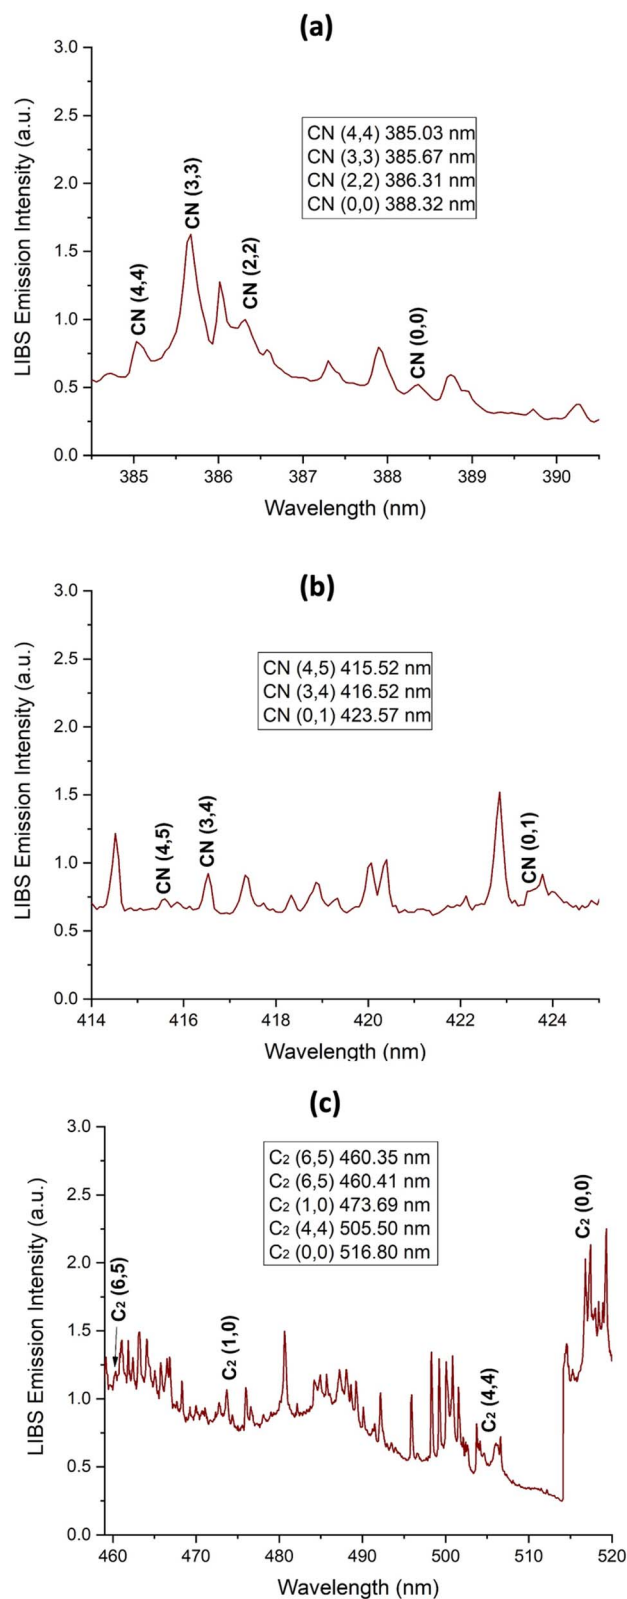 (a)
LIBS Emission Intensity (a.u.)
3.0
2.5
2.0
1.5
1.0
0.5
0.0
CN (4,4) 385.03 nm
CN (3,3) 385.67 nm
CN (2,2) 386.31 nm
CN (0,0) 388.32 nm
CN (4,4)
CN (3,3)
CN (2,2)
CN (0,0)
385 386 387 388 389 390
Wavelength (nm)
(b)
LIBS Emission Intensity (a.u.)
3.0
2.5
2.0
1.5
1.0
0.5
0.0
CN (4,5) 415.52 nm
CN (3,4) 416.52 nm
CN (0,1) 423.57 nm
CN (4,5)
CN (3,4)
CN (0,1)
414 416 418 420 422 424
Wavelength (nm)
(c)
LIBS Emission Intensity (a.u.)
3.0
2.5
2.0
1.5
1.0
0.5
0.0
C₂ (6,5) 460.35 nm
C₂ (6,5) 460.41 nm
C₂ (1,0) 473.69 nm
C₂ (4,4) 505.50 nm
C₂ (0,0) 516.80 nm
C₂ (6,5)
C₂ (1,0)
C₂ (4,4)
C₂ (0,0)
460 470 480 490 500 510 520
Wavelength (nm)